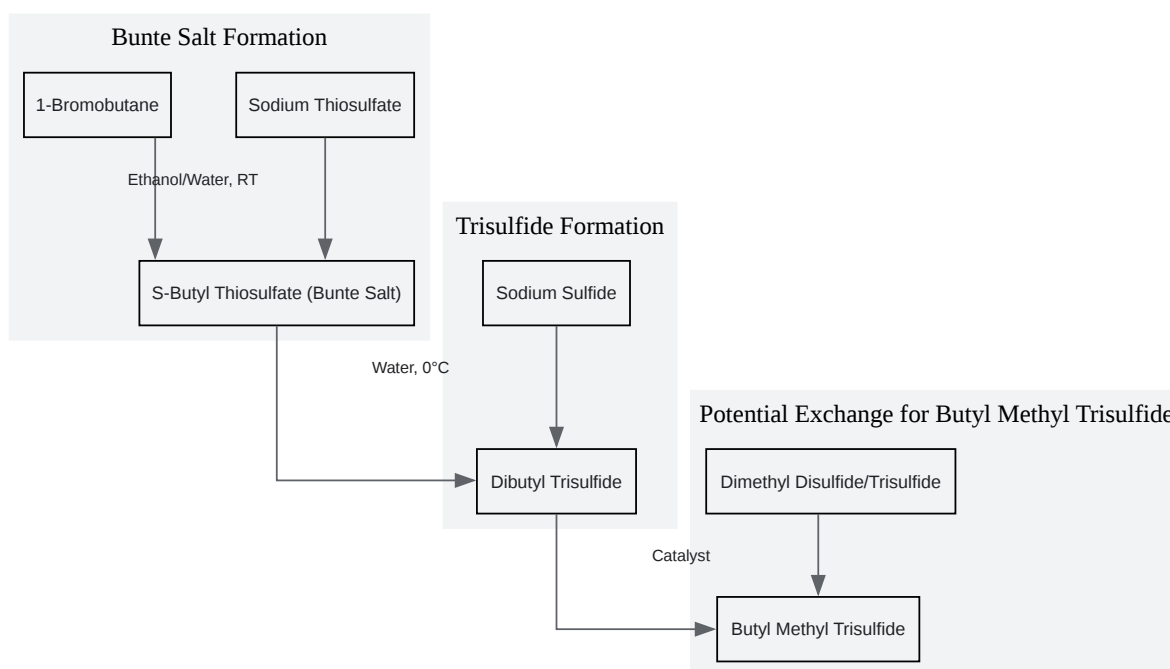 Bunte Salt Formation
1-Bromobutane
Sodium Thiosulfate
Ethanol/Water, RT
S-Butyl Thiosulfate (Bunte Salt)
Trisulfide Formation
Sodium Sulfide
Water, 0°C
Dibutyl Trisulfide
Potential Exchange for Butyl Methyl Trisulfide
Dimethyl Disulfide/Trisulfide
Catalyst
Butyl Methyl Trisulfide